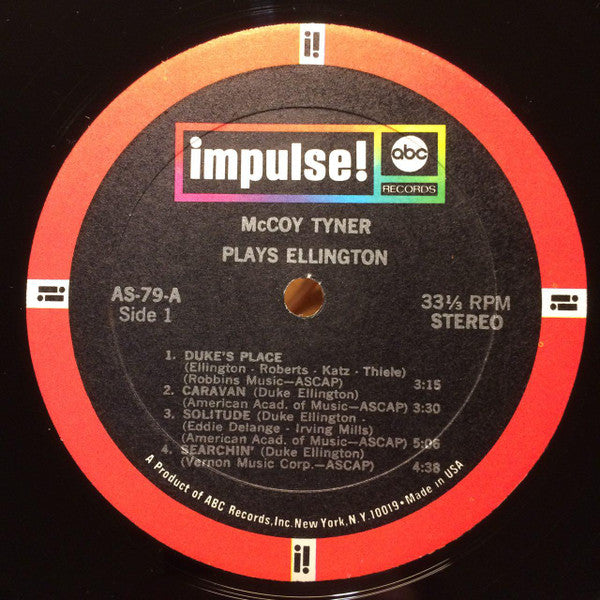 i!
impulse!
abc
RECORDS
McCOY TYNER
PLAYS ELLINGTON
i!
i!
AS-79-A
Side 1
33⅓ RPM
STEREO
1. DUKE'S PLACE
(Ellington - Roberts - Katz - Thiele)
(Robbins Music—ASCAP) 3:15
2. CARAVAN (Duke Ellington)
(American Acad. of Music—ASCAP) 3:30
3. SOLITUDE (Duke Ellington -
Eddie Delange - Irving Mills)
(American Acad. of Music—ASCAP) 5:06
4. SEARCHIN' (Duke Ellington)
(Vernon Music Corp.—ASCAP) 4:38
A Product of ABC Records, Inc. New York, N.Y. 10019 • Made in USA
i!